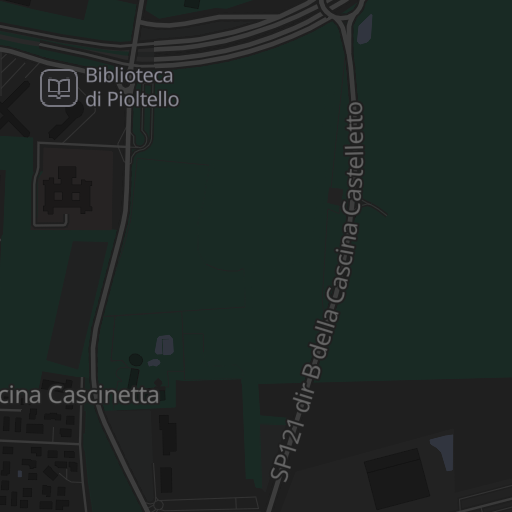 Biblioteca
di Pioltello
SP121 dir B della Cascina Castelletto
cina Cascinetta